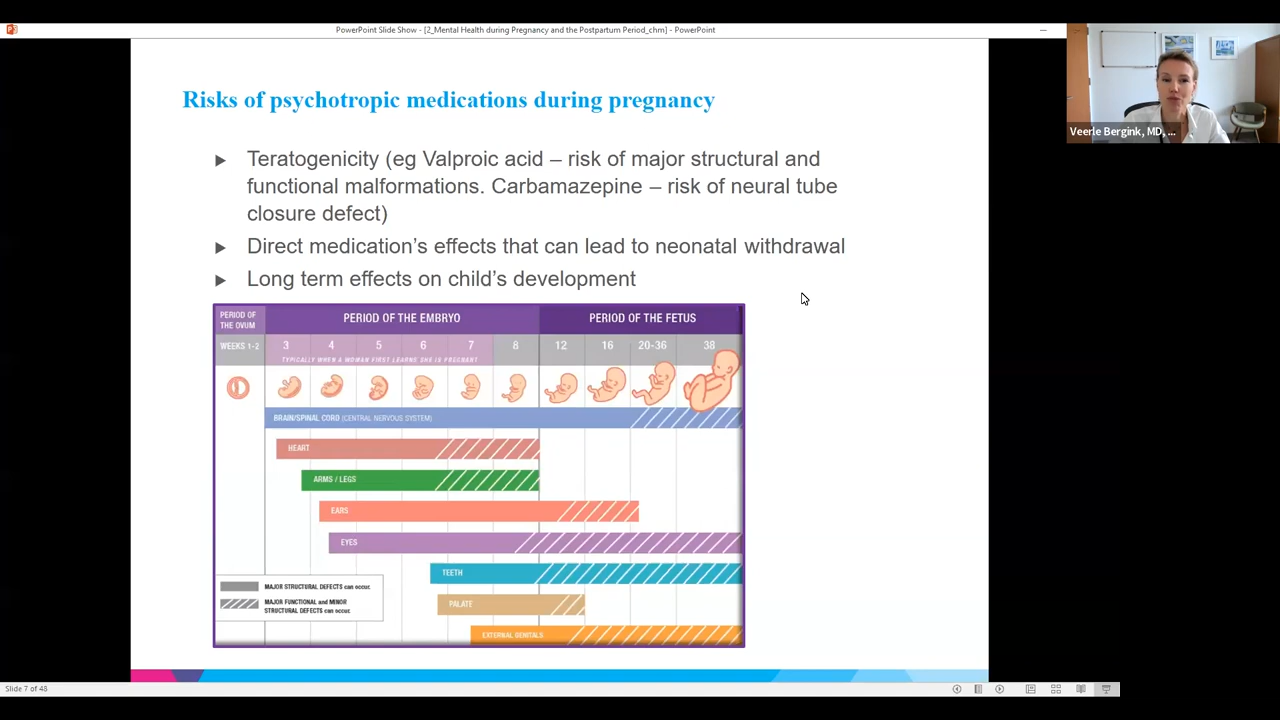 PowerPoint Slide Show - [2_Mental Health during Pregnancy and the Postpartum Period_chm] - PowerPoint
Veerle Bergink, MD, ...
Risks of psychotropic medications during pregnancy
Teratogenicity (eg Valproic acid – risk of major structural and
functional malformations. Carbamazepine – risk of neural tube
closure defect)
Direct medication's effects that can lead to neonatal withdrawal
Long term effects on child's development
PERIOD OF
THE OVUM
PERIOD OF THE EMBRYO
PERIOD OF THE FETUS
WEEKS 1-2
3 4 5 6 7 8 12 16 20-36 38
TYPICALLY WHEN A WOMAN FIRST LEARNS SHE IS PREGNANT
BRAIN/SPINAL CORD (CENTRAL NERVOUS SYSTEM)
HEART
ARMS / LEGS
EARS
EYES
TEETH
PALATE
EXTERNAL GENITALS
MAJOR STRUCTURAL DEFECTS can occur.
MAJOR FUNCTIONAL and MINOR
STRUCTURAL DEFECTS can occur.
Slide 7 of 48